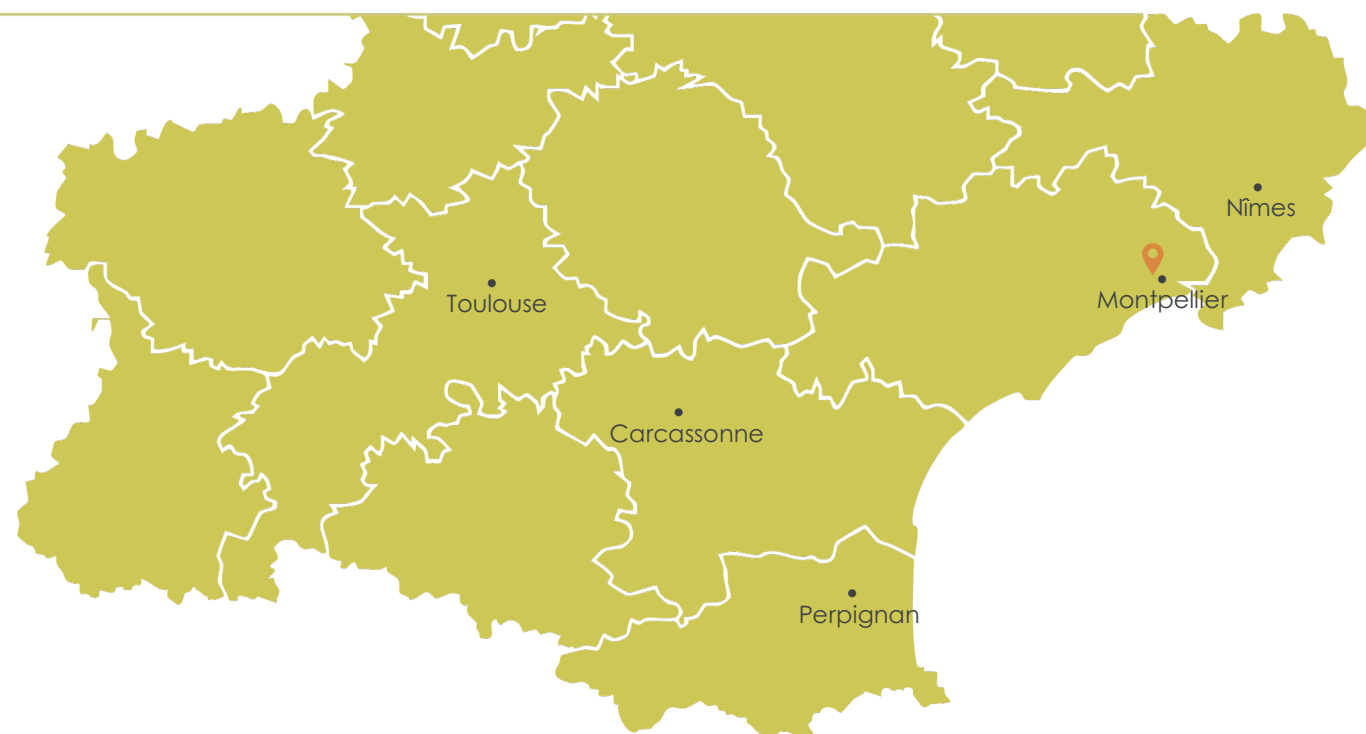 Nîmes
Montpellier
Toulouse
Carcassonne
Perpignan